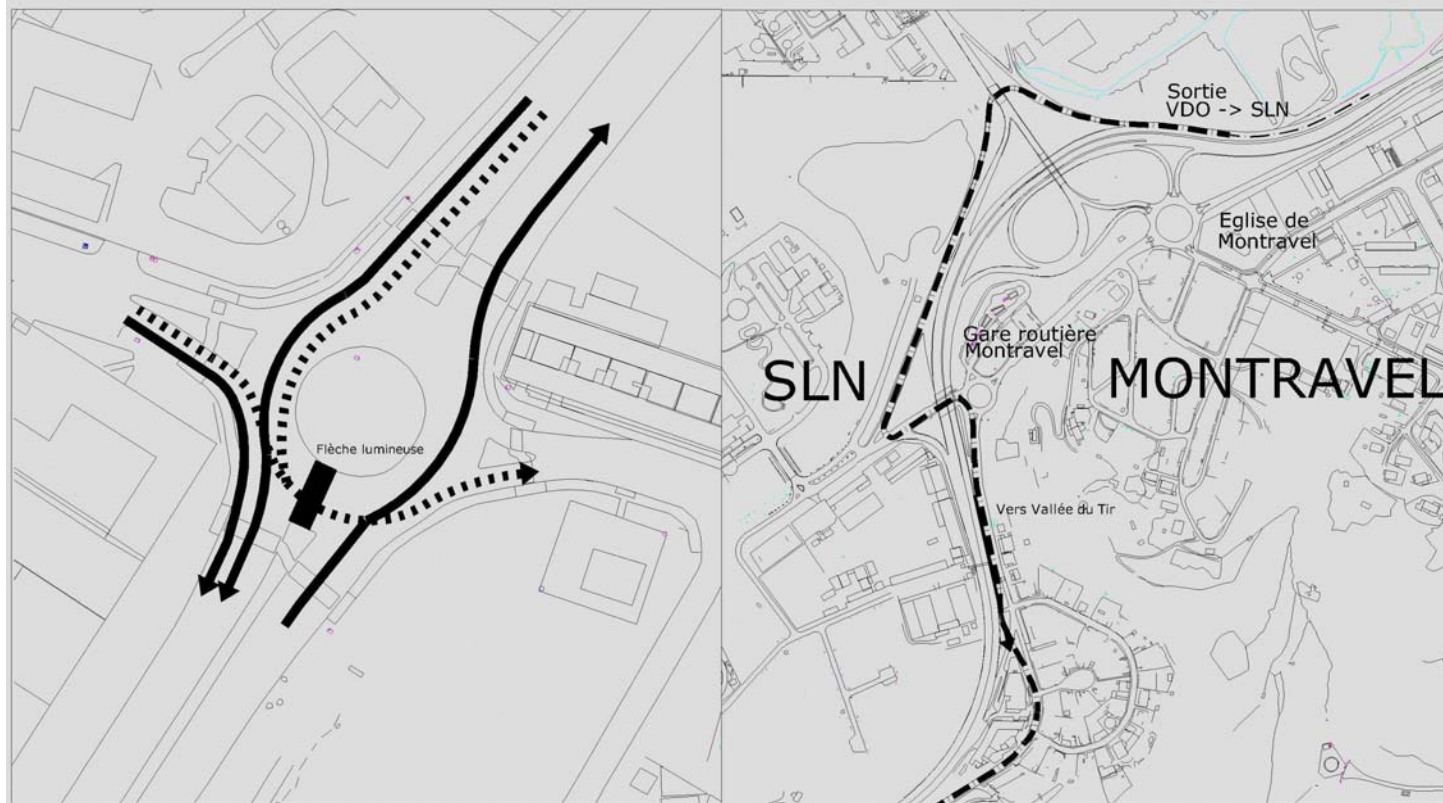 Flèche lumineuse
Sortie
VDO -> SLN
Eglise de
Montravel
Gare routière
Montravel
SLN
MONTRAVEL
Vers Vallée du Tir